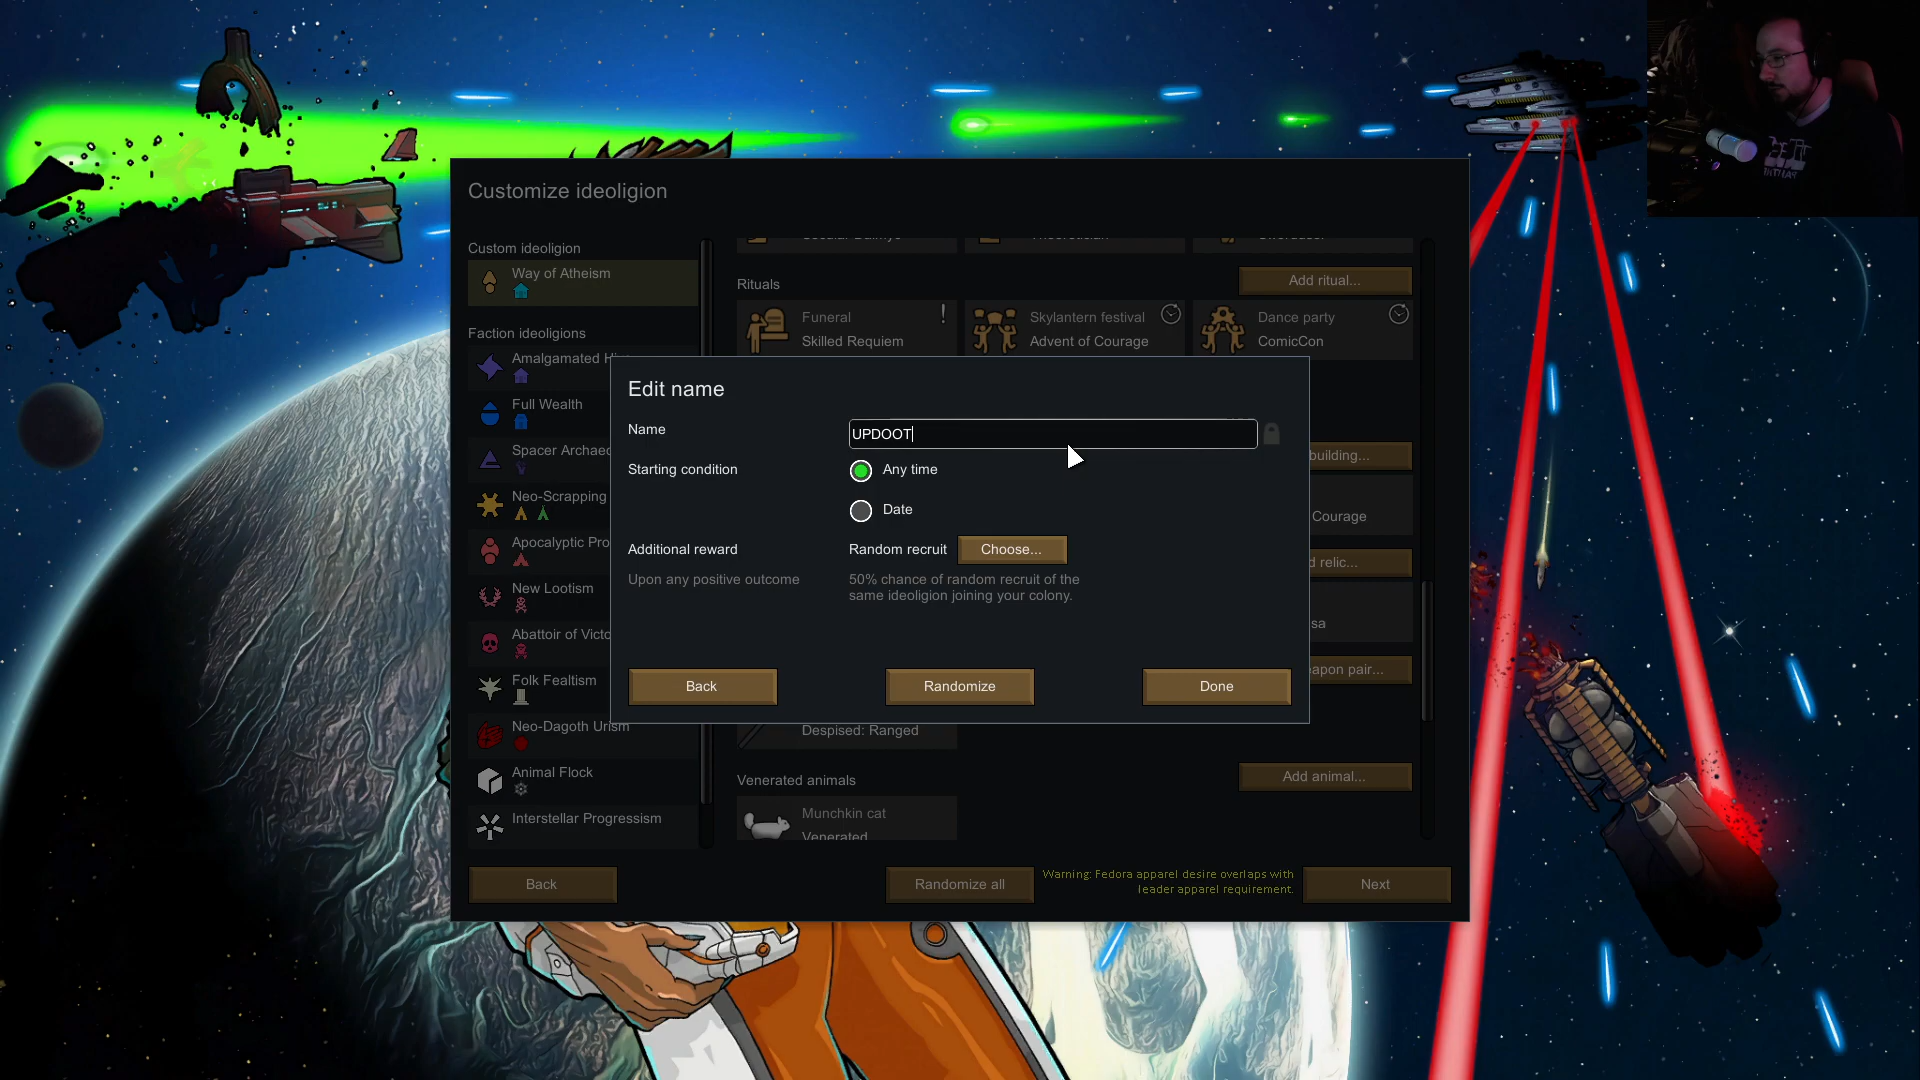 Customize ideoligion
Custom ideoligion
Way of Atheism
Faction ideoligions
Full Wealth
Spacer Archaeo
Neo-Scrapping
Apocalyptic Pro
New Lootism
Abattoir of Victo
Folk Fealtism
Neo-Dagoth Urism
Animal Flock
Interstellar Progressism
Rituals
Add ritual...
Funeral
Skilled Requiem
Skylantern festival
Advent of Courage
Dance party
ComicCon
Edit name
Name
UPDOOT
Starting condition
Any time
Date
Additional reward
Random recruit
Choose...
Upon any positive outcome
50% chance of random recruit of the
same ideoligion joining your colony.
Back
Randomize
Done
building...
Courage
relic...
sa
apon pair...
Despised: Ranged
Venerated animals
Add animal...
Munchkin cat
Venerated
Back
Randomize all
Warning: Fedora apparel desire overlaps with
leader apparel requirement.
Next